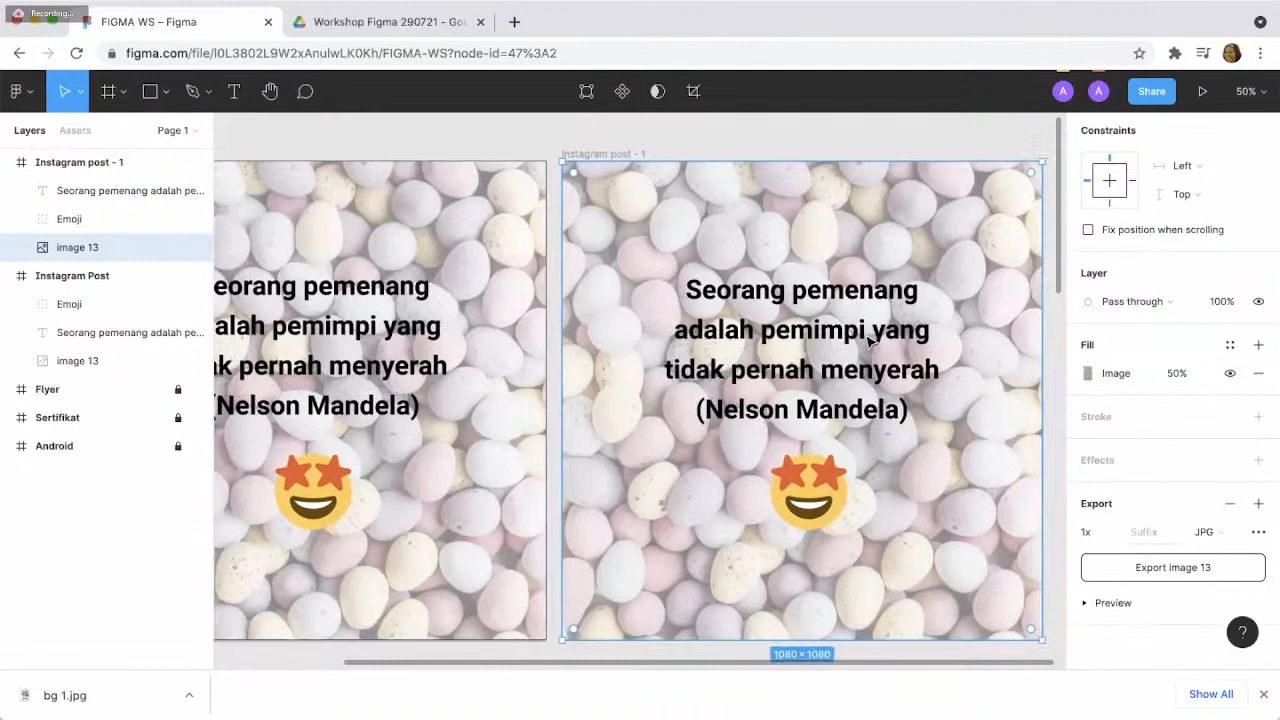 Recording...
FIGMA WS – Figma
Workshop Figma 290721 - Goo
figma.com/file/l0L3802L9W2xAnulwLK0Kh/FIGMA-WS?node-id=47%3A2
A
A
Share
50%
Layers
Assets
Page 1
Instagram post - 1
Seorang pemenang adalah pe...
Emoji
image 13
Instagram Post
Emoji
Seorang pemenang adalah pe...
image 13
Flyer
Sertifikat
Android
eorang pemenang
alah pemimpi yang
ak pernah menyerah
(Nelson Mandela)
Instagram post - 1
Seorang pemenang
adalah pemimpi yang
tidak pernah menyerah
(Nelson Mandela)
1080 × 1080
Constraints
Left
Top
Fix position when scrolling
Layer
Pass through
100%
Fill
Image
50%
Stroke
Effects
Export
1x
Suffix
JPG
Export image 13
Preview
?
bg 1.jpg
Show All